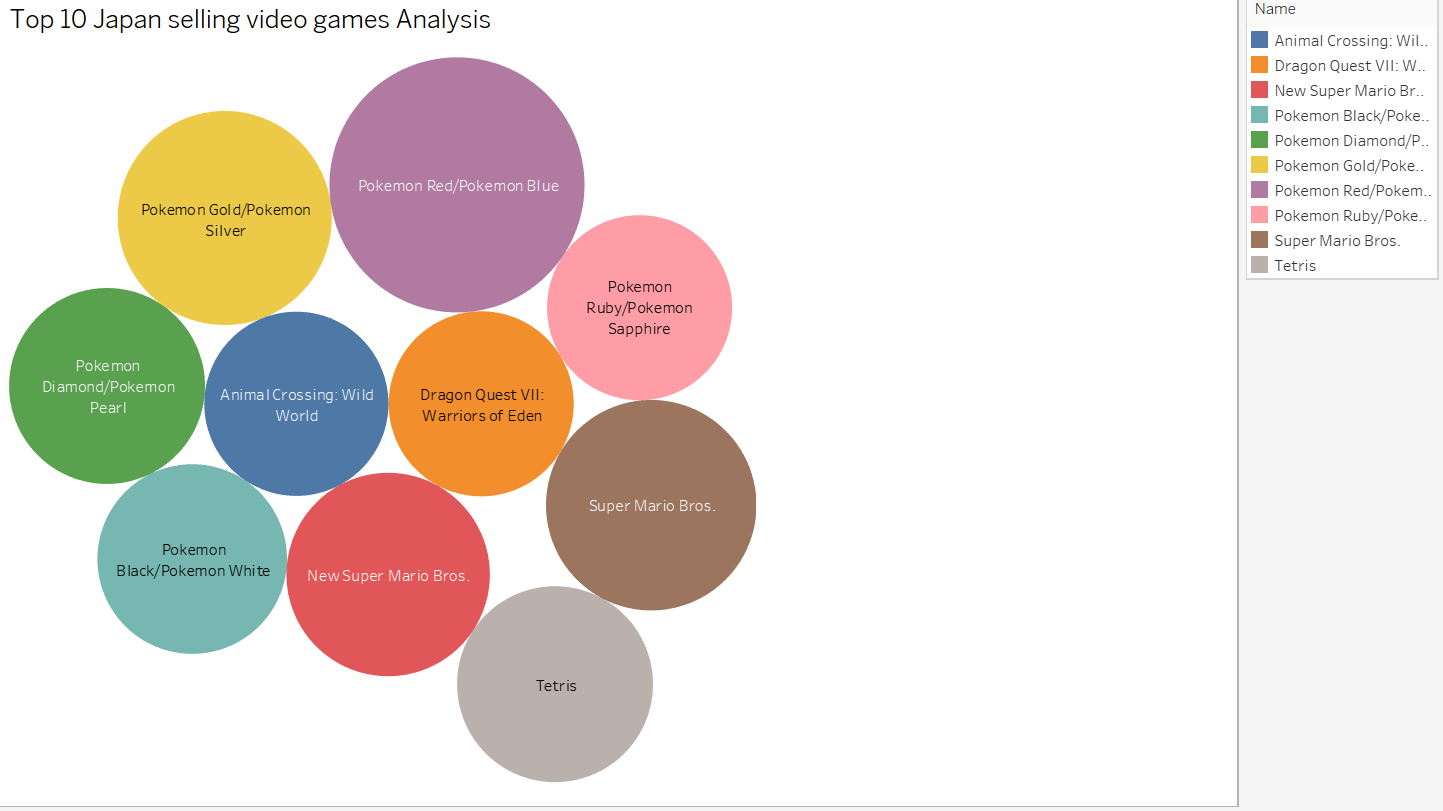 Top 10 Japan selling video games Analysis
Pokemon Red/Pokemon Blue
Pokemon Gold/Pokemon
Silver
Pokemon
Ruby/Pokemon
Sapphire
Pokemon
Diamond/Pokemon
Pearl
Animal Crossing: Wild
World
Dragon Quest VII:
Warriors of Eden
Super Mario Bros.
Pokemon
Black/Pokemon White
New Super Mario Bros.
Tetris
Name
Animal Crossing: Wil..
Dragon Quest VII: W..
New Super Mario Br..
Pokemon Black/Poke..
Pokemon Diamond/P..
Pokemon Gold/Poke..
Pokemon Red/Pokem..
Pokemon Ruby/Poke..
Super Mario Bros.
Tetris